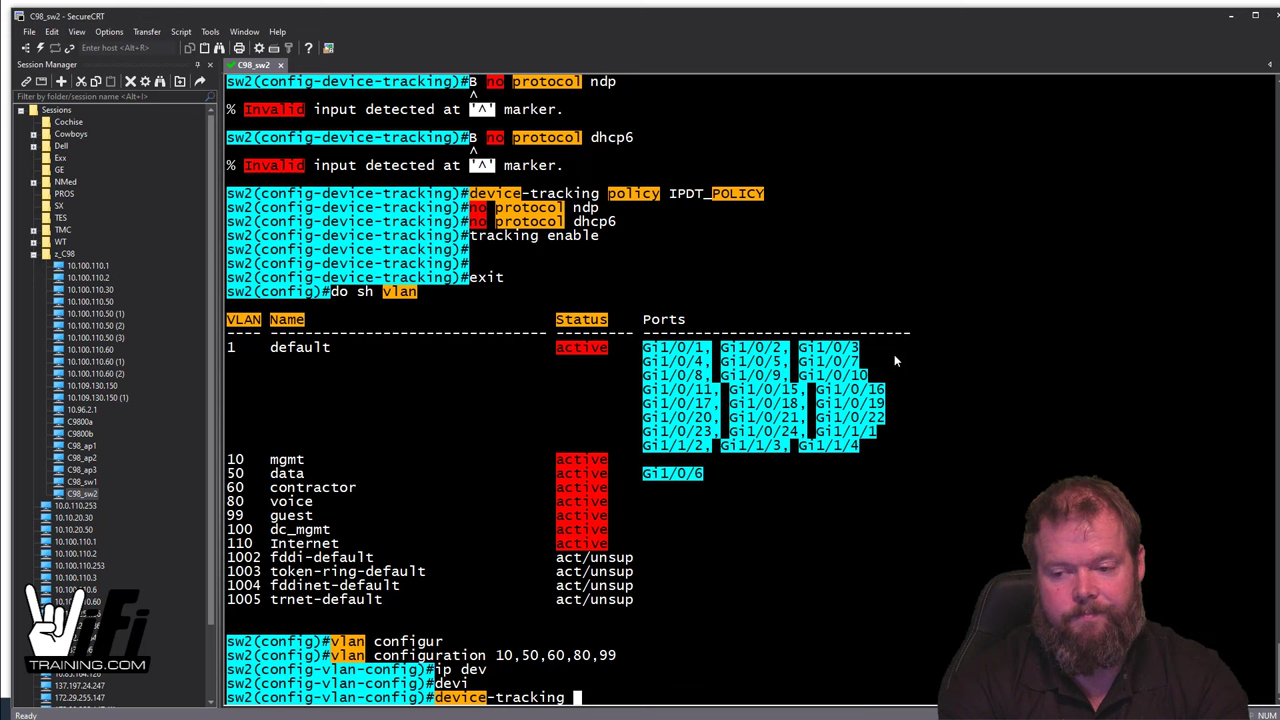 C98_sw2 - SecureCRT
File Edit View Options Transfer Script Tools Window Help
Enter host <Alt+R>
Session Manager
C98_sw2
Filter by folder/session name <Alt+I>
Sessions
Cochise
Cowboys
Dell
Exx
GE
NMed
PROS
SX
TES
TMC
WT
z_C98
10.100.110.1
10.100.110.2
10.100.110.30
10.100.110.50
10.100.110.50 (1)
10.100.110.50 (2)
10.100.110.50 (3)
10.100.110.60
10.100.110.60 (1)
10.100.110.60 (2)
10.109.130.150
10.109.130.150 (1)
10.96.2.1
C9800a
C9800b
C98_ap1
C98_ap2
C98_ap3
C98_sw1
C98_sw2
10.0.110.253
10.10.20.30
10.10.20.50
10.100.110.1
10.100.110.2
10.100.110.253
10.100.110.3
10.100.110.6
10.100.110.60
137.197.24.247
172.29.255.147
Ready
sw2(config-device-tracking)#B no protocol ndp
^
% Invalid input detected at '^' marker.
sw2(config-device-tracking)#B no protocol dhcp6
^
% Invalid input detected at '^' marker.
sw2(config-device-tracking)#device-tracking policy IPDT_POLICY
sw2(config-device-tracking)#no protocol ndp
sw2(config-device-tracking)#no protocol dhcp6
sw2(config-device-tracking)#tracking enable
sw2(config-device-tracking)#
sw2(config-device-tracking)#
sw2(config-device-tracking)#exit
sw2(config)#do sh vlan
VLAN Name Status Ports
---- -------------------------------- --------- -------------------------------
1 default active Gi1/0/1, Gi1/0/2, Gi1/0/3
Gi1/0/4, Gi1/0/5, Gi1/0/7
Gi1/0/8, Gi1/0/9, Gi1/0/10
Gi1/0/11, Gi1/0/15, Gi1/0/16
Gi1/0/17, Gi1/0/18, Gi1/0/19
Gi1/0/20, Gi1/0/21, Gi1/0/22
Gi1/0/23, Gi1/0/24, Gi1/1/1
Gi1/1/2, Gi1/1/3, Gi1/1/4
10 mgmt active
50 data active Gi1/0/6
60 contractor active
80 voice active
99 guest active
100 dc_mgmt active
110 Internet active
1002 fddi-default act/unsup
1003 token-ring-default act/unsup
1004 fddinet-default act/unsup
1005 trnet-default act/unsup
sw2(config)#vlan configur
sw2(config)#vlan configuration 10,50,60,80,99
sw2(config-vlan-config)#ip dev
sw2(config-vlan-config)#devi
sw2(config-vlan-config)#device-tracking
NUM
WiFi
TRAINING.COM